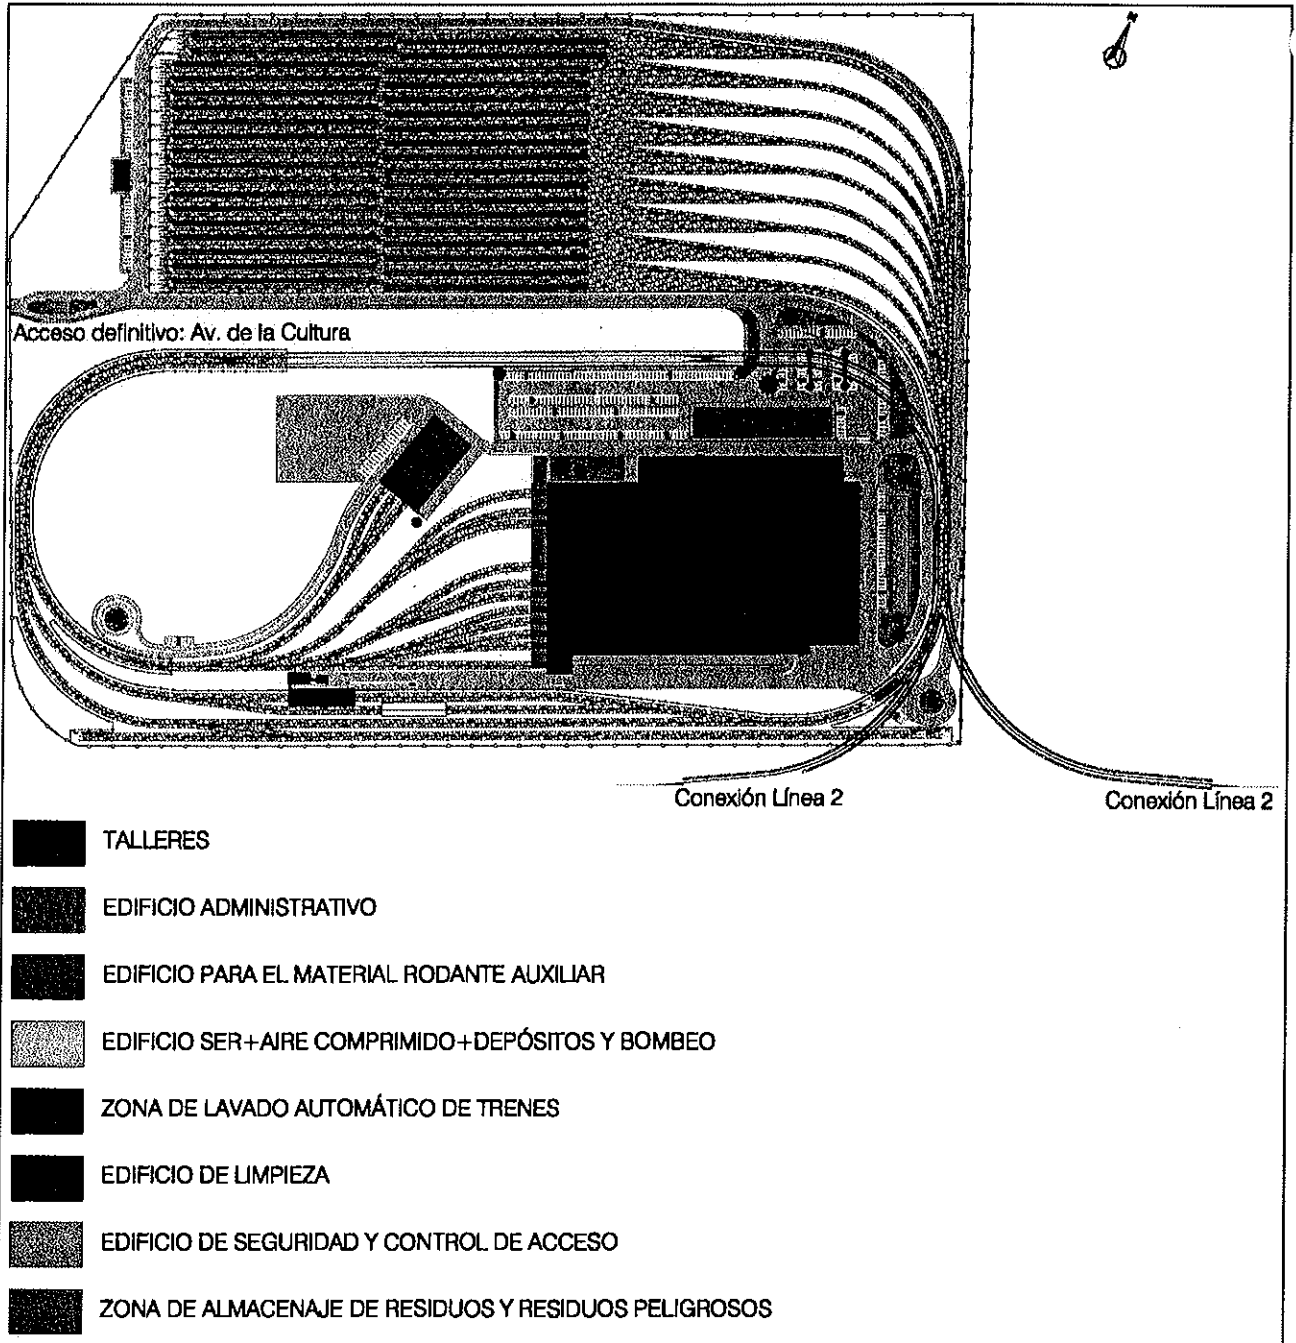 Acceso definitivo: Av. de la Cultura
Conexión Línea 2
Conexión Línea 2
TALLERES
EDIFICIO ADMINISTRATIVO
EDIFICIO PARA EL MATERIAL RODANTE AUXILIAR
EDIFICIO SER+AIRE COMPRIMIDO+DEPÓSITOS Y BOMBEO
ZONA DE LAVADO AUTOMÁTICO DE TRENES
EDIFICIO DE LIMPIEZA
EDIFICIO DE SEGURIDAD Y CONTROL DE ACCESO
ZONA DE ALMACENAJE DE RESIDUOS Y RESIDUOS PELIGROSOS